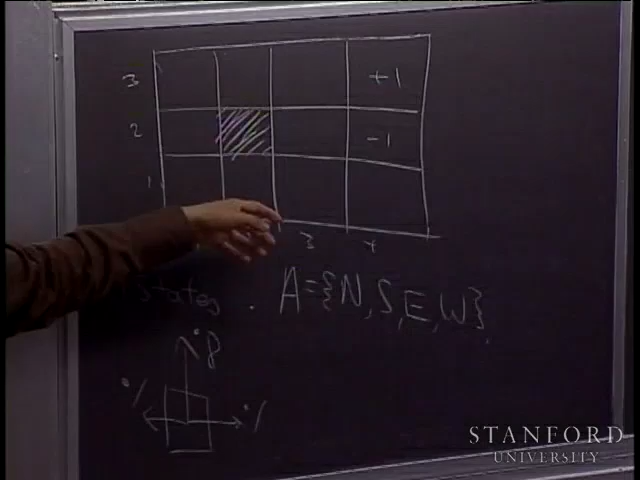 3 +1
2 -1
1
3 4
states . A={N,S,E,W}
.8
.1 .1
STANFORD
UNIVERSITY